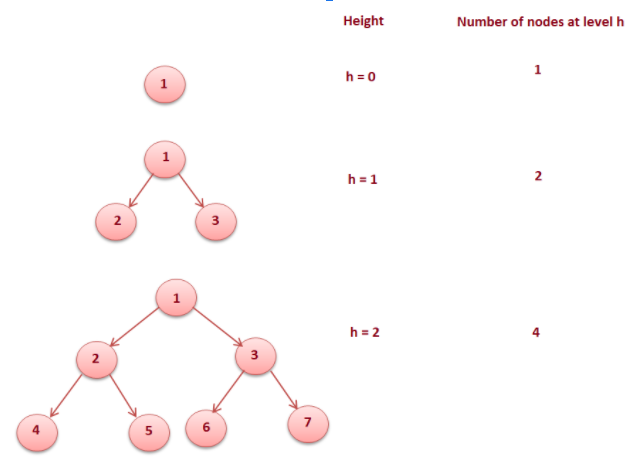 Height Number of nodes at level h
1 h = 0 1
1
2 3 h = 1 2
1
2 3 h = 2 4
4 5 6 7